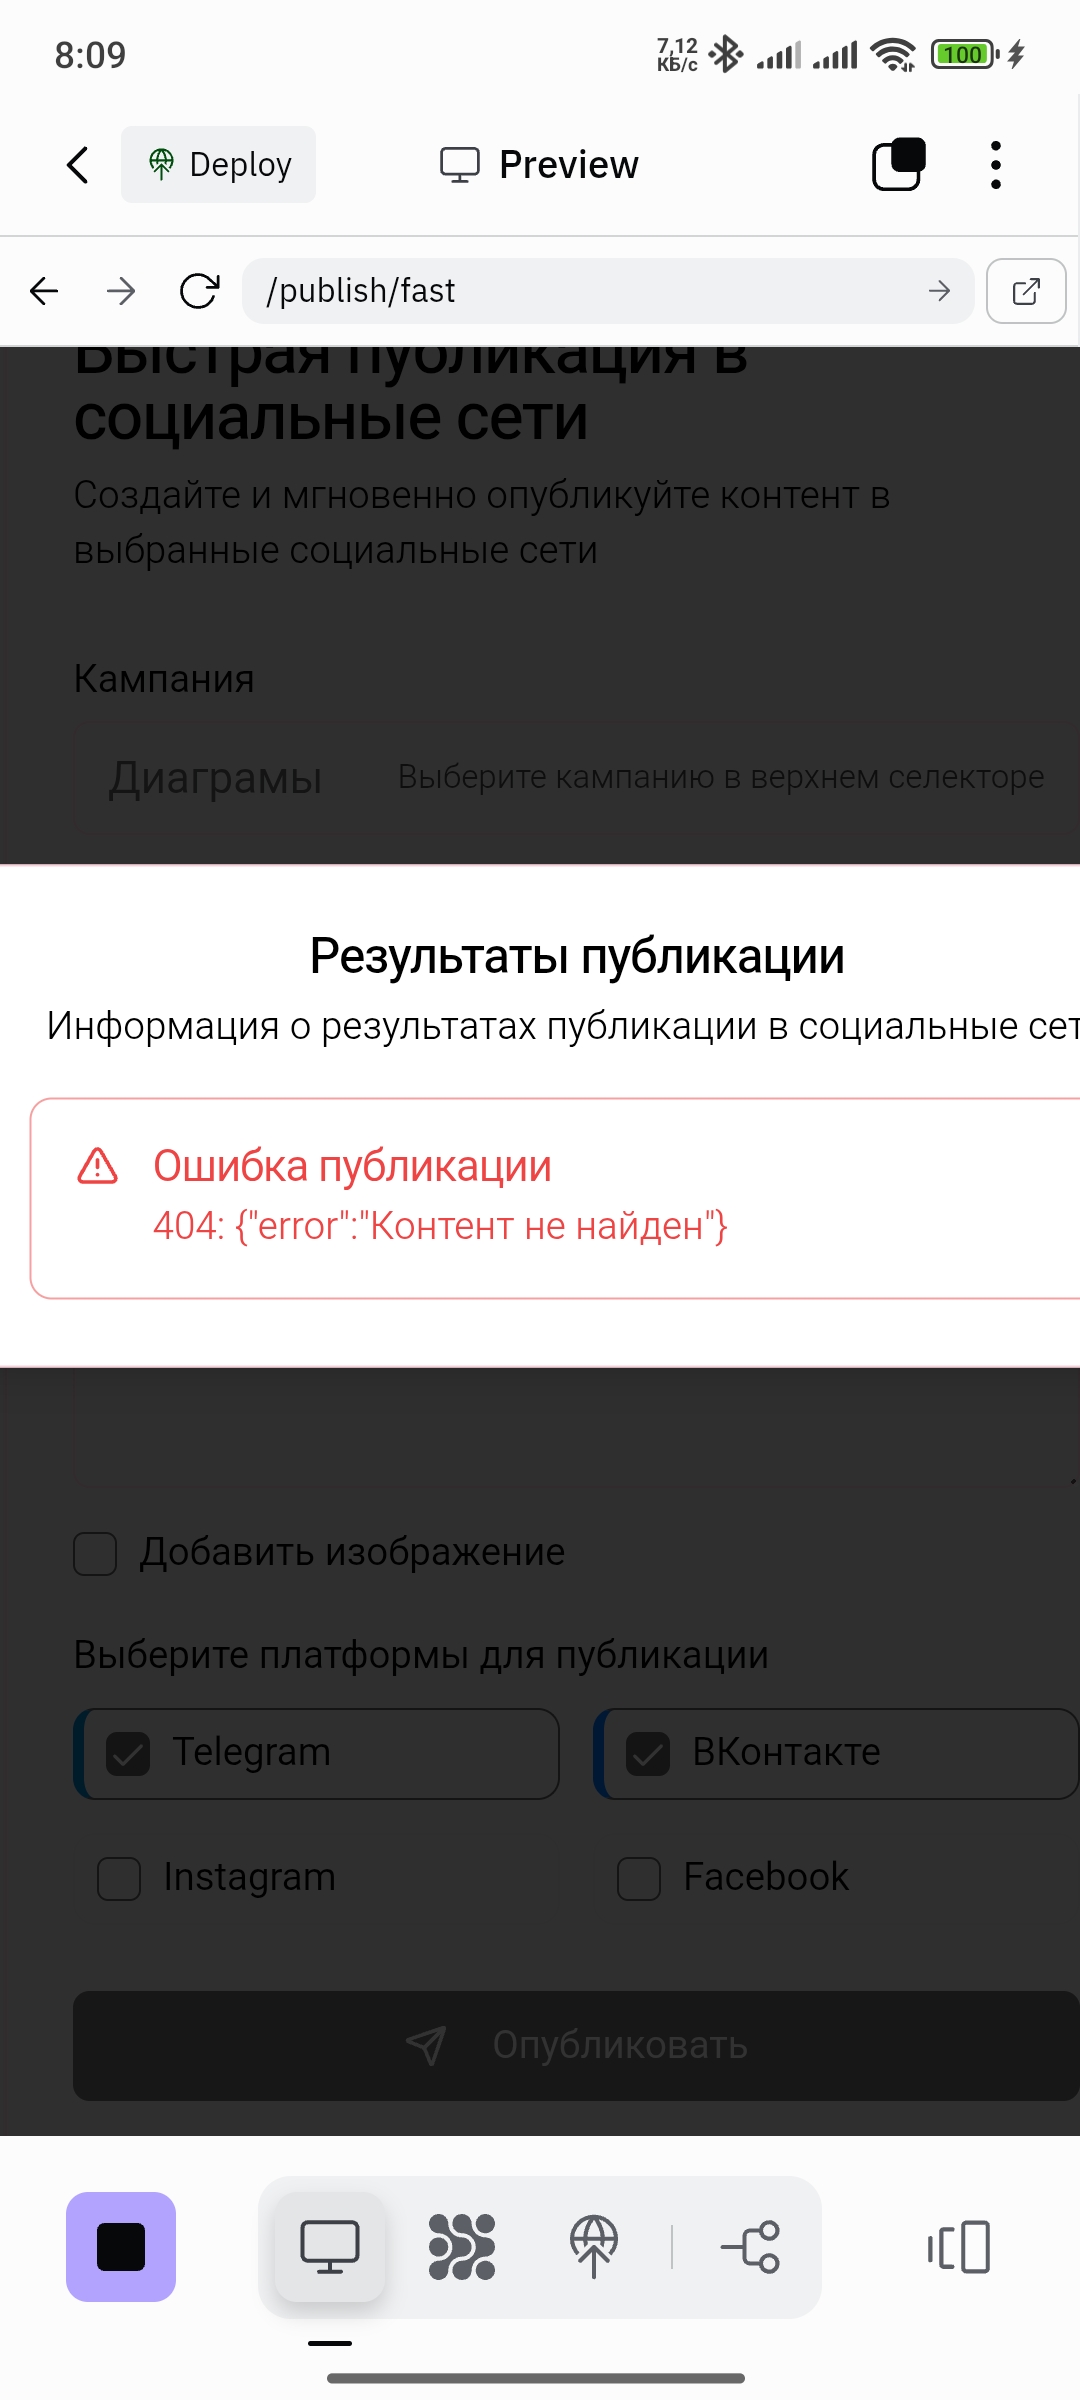 8:09
7,12
КБ/с
100
Deploy
Preview
/publish/fast
Быстрая публикация в
социальные сети
Создайте и мгновенно опубликуйте контент в
выбранные социальные сети
Кампания
Диаграмы
Выберите кампанию в верхнем селекторе
Результаты публикации
Информация о результатах публикации в социальные сет
Ошибка публикации
404: {"error":"Контент не найден"}
Добавить изображение
Выберите платформы для публикации
Telegram
ВКонтакте
Instagram
Facebook
Опубликовать